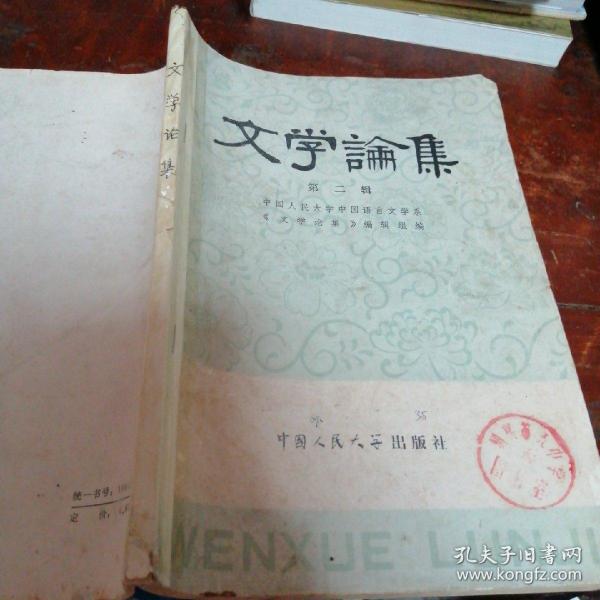 文学论集
文学論集
第二辑
中国人民大学中国语言文学系
《文学论集》编辑组编
35
中国人民大学出版社
统一书号：
定价：
WENXUE LUNJI
孔夫子旧书网
www.kongfz.com